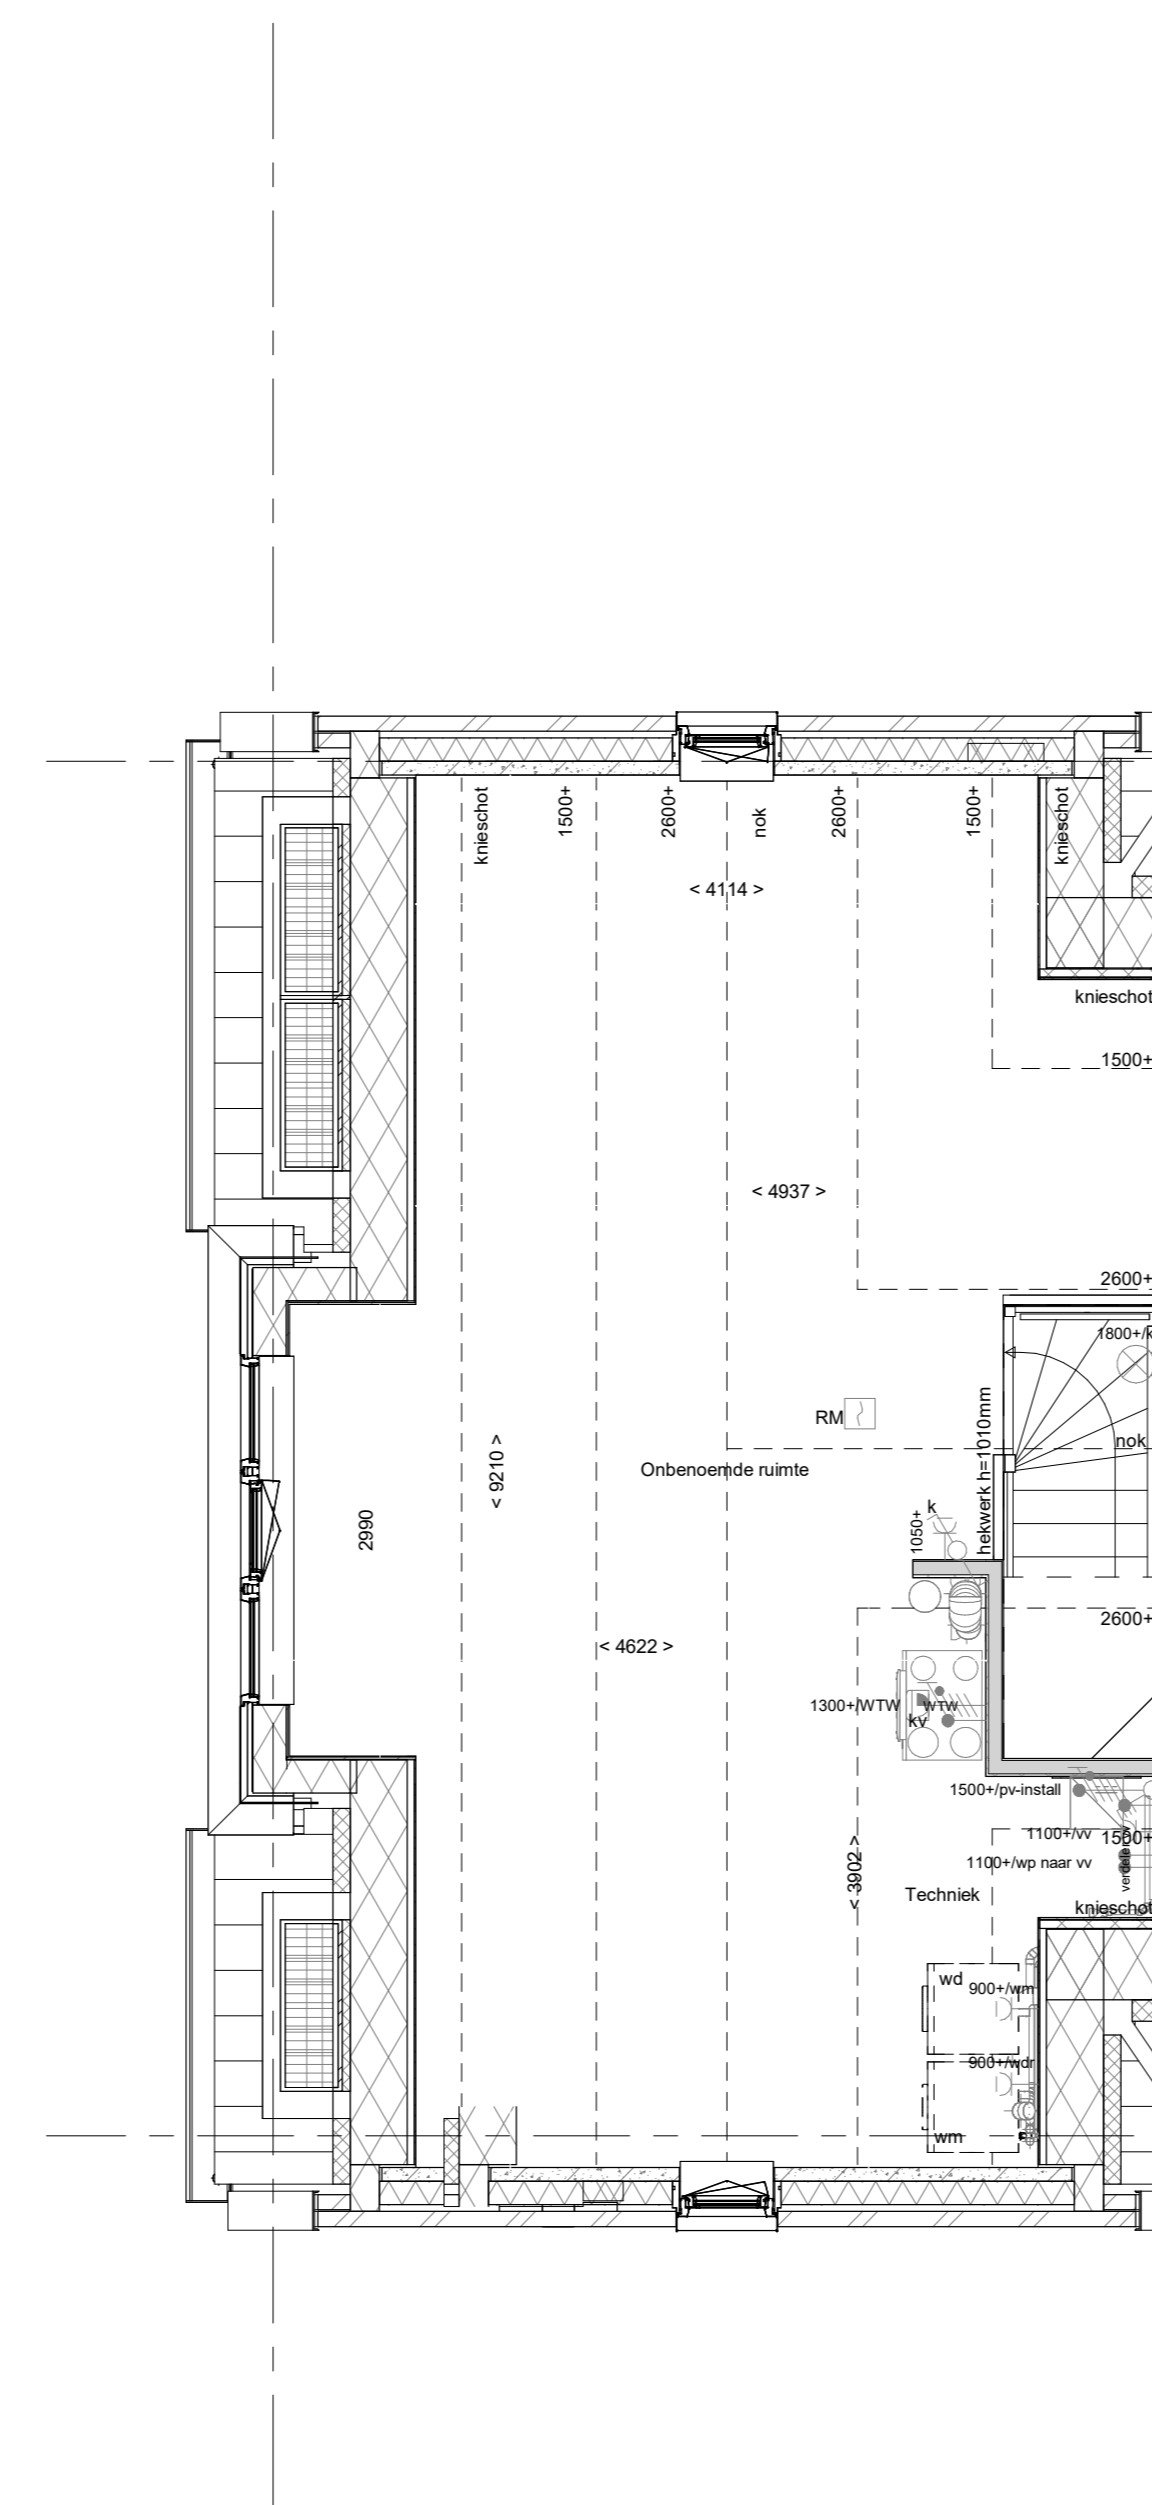 knieschot
1500+
2600+
nok
2600+
1500+
knieschot
< 4114 >
knieschot
1500+
< 4937 >
2600+
1800+/k
RM
hekwerk h=1010mm
nok
Onbenoemde ruimte
< 9210 >
2990
1050+
k
2600+
< 4622 >
1300+/WTW
WTW
kv
1500+/pv-install
1100+/vv
1500+
1100+/wp naar vv
verdeler vv
< 3902 >
Techniek
knieschot
wd
900+/wm
900+/wdr
wm